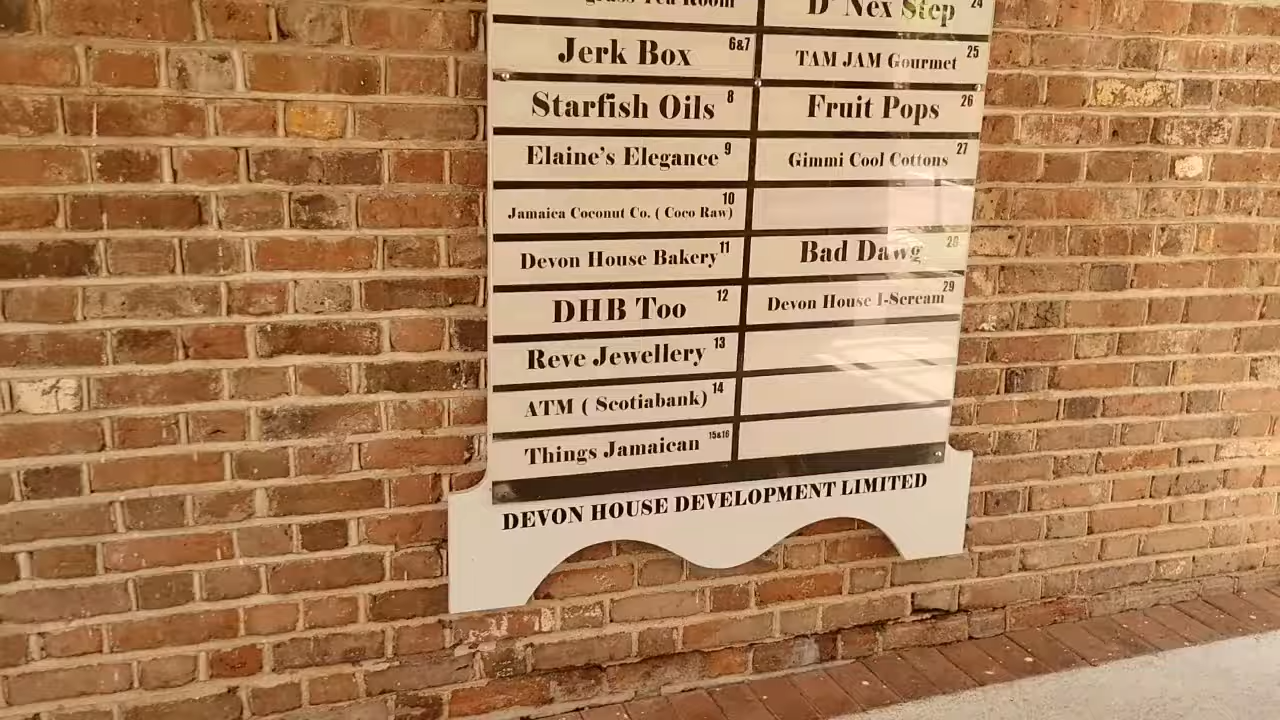 Tea Room
Jerk Box 6&7
Starfish Oils 8
Elaine's Elegance 9
Jamaica Coconut Co. ( Coco Raw) 10
Devon House Bakery 11
DHB Too 12
Reve Jewellery 13
ATM ( Scotiabank) 14
Things Jamaican 15&16
D' Nex Step 24
TAM JAM Gourmet 25
Fruit Pops 26
Gimmi Cool Cottons 27
Bad Dawg 28
Devon House I-Scream 29
DEVON HOUSE DEVELOPMENT LIMITED